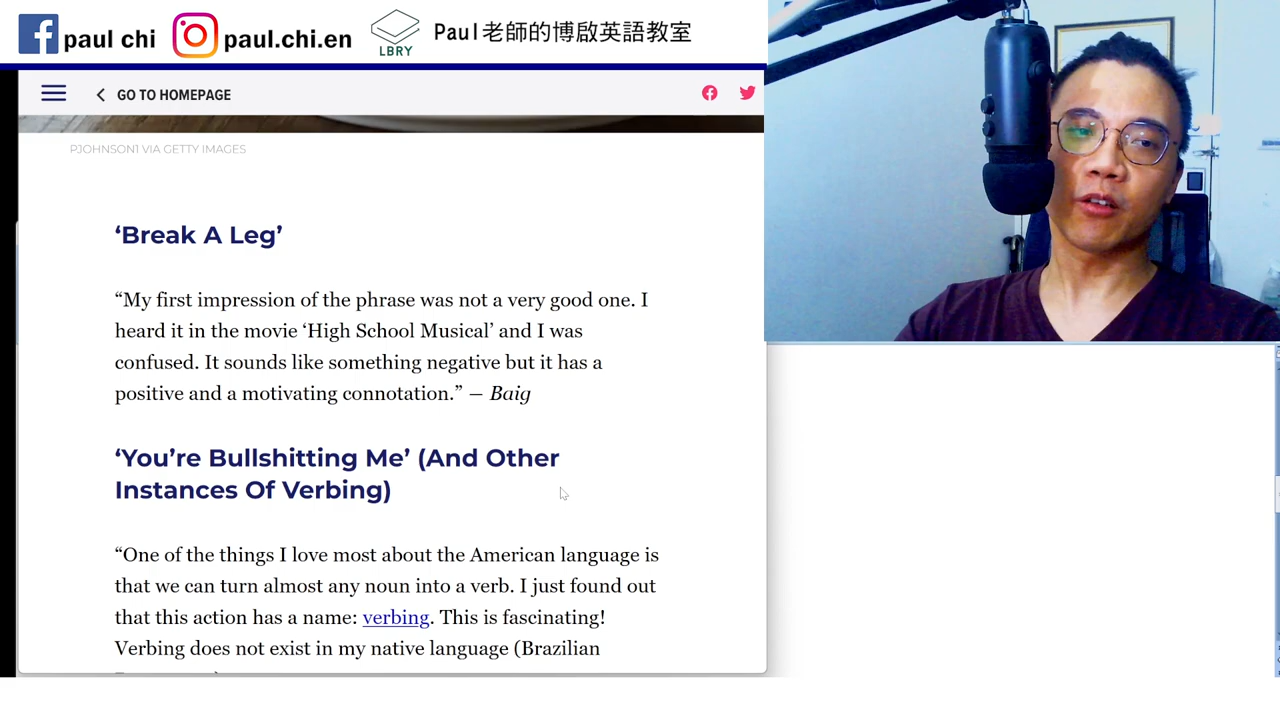 paul chi paul.chi.en LBRY Paul老師的博啟英語教室
GO TO HOMEPAGE
PJOHNSON1 VIA GETTY IMAGES
‘Break A Leg’
“My first impression of the phrase was not a very good one. I
heard it in the movie ‘High School Musical’ and I was
confused. It sounds like something negative but it has a
positive and a motivating connotation.” — Baig
‘You’re Bullshitting Me’ (And Other
Instances Of Verbing)
“One of the things I love most about the American language is
that we can turn almost any noun into a verb. I just found out
that this action has a name: verbing. This is fascinating!
Verbing does not exist in my native language (Brazilian